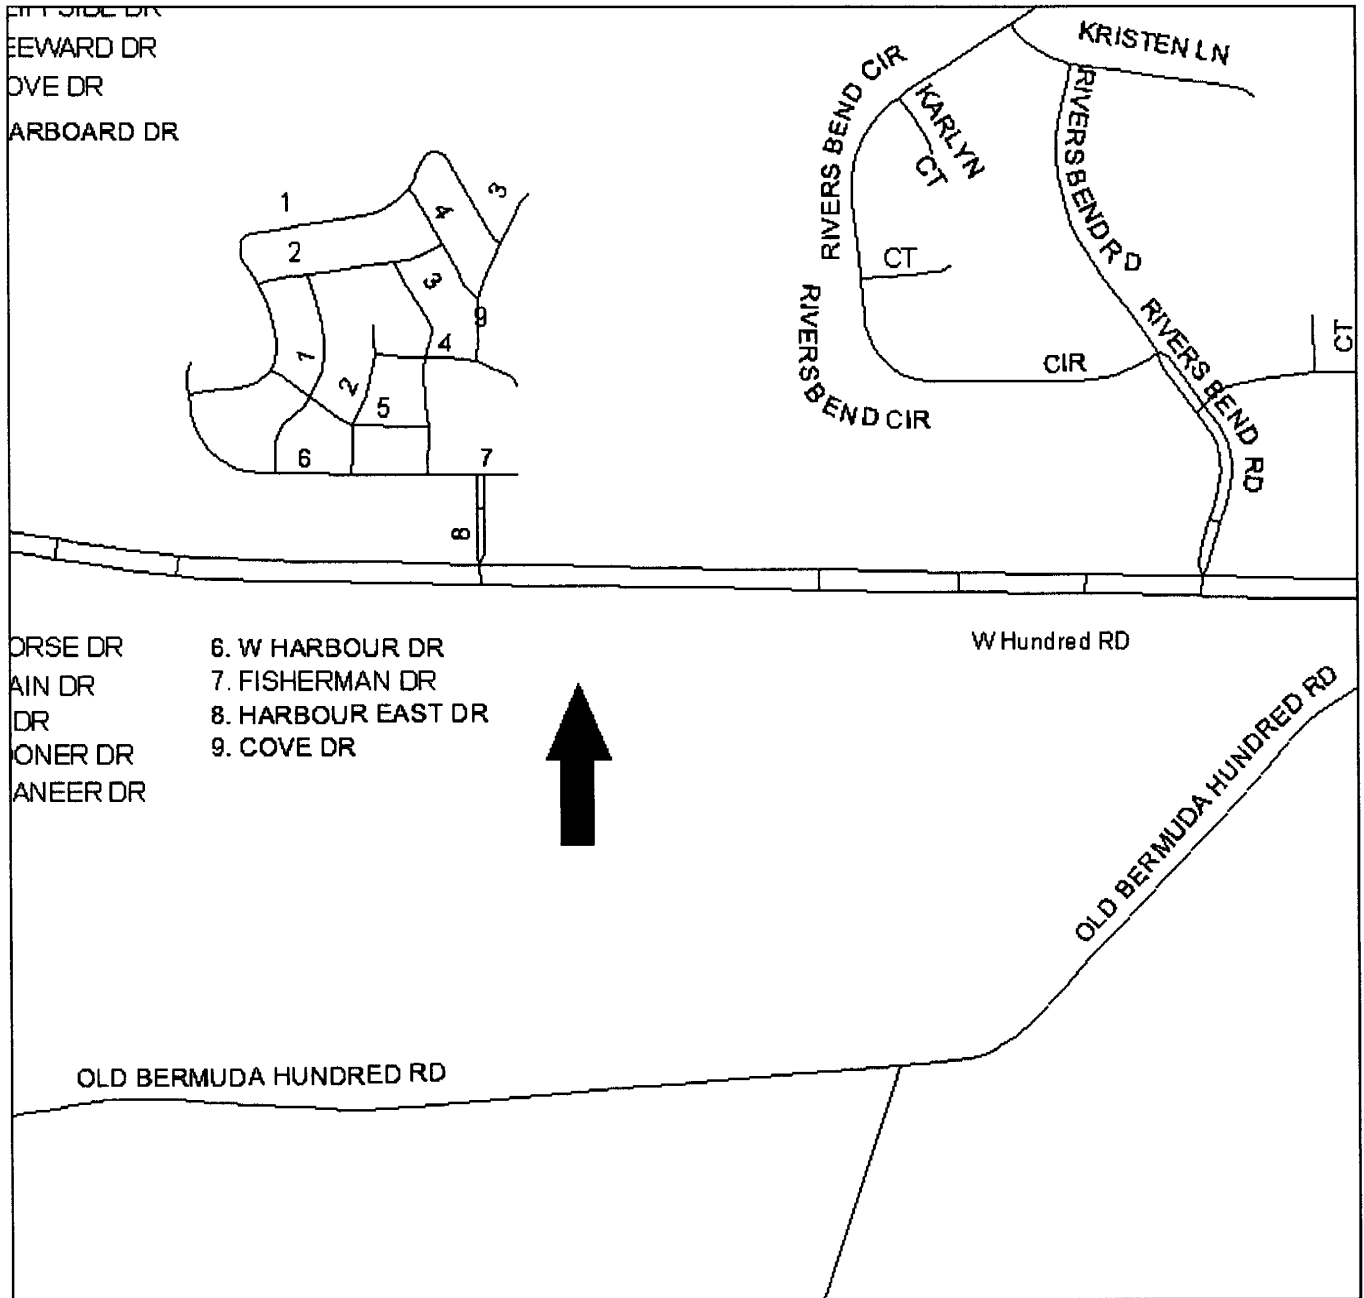 EEWARD DR
OVE DR
ARBOARD DR
KRISTEN LN
RIVERS BEND CIR
KARLYN
CT
RIVERSBEND RD
1
3
4
2
CT
3
RIVERSBEND CIR
9
RIVERS BEND RD
CT
4
1
2
CIR
5
6
7
8
W Hundred RD
ORSE DR
AIN DR
DR
ONER DR
ANEER DR
6. W HARBOUR DR
7. FISHERMAN DR
8. HARBOUR EAST DR
9. COVE DR
OLD BERMUDA HUNDRED RD
OLD BERMUDA HUNDRED RD